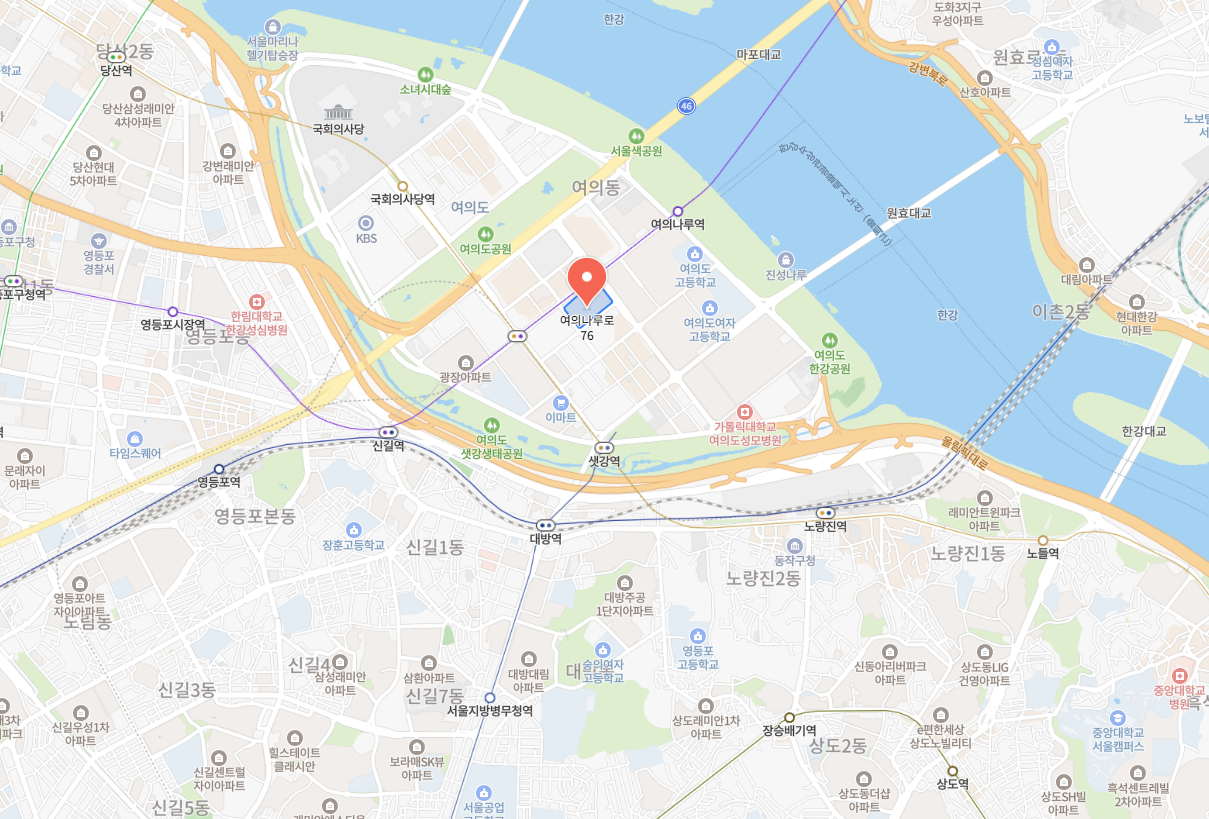 한강
도화3지구
우성아파트
당산2동
당산역
서울마리나
헬기탑승장
마포대교
강변북로
성심여자
고등학교
산호아파트
소녀시대숲
46
당산삼성래미안
4차아파트
국회의사당
서울색공원
당산현대
5차아파트
강변래미안
아파트
국회의사당역
여의동
여의도
원효대교
여의나루역
KBS
여의도공원
영등포
경찰서
여의도
고등학교
진성나루
대림아파트
영등포시장역
한림대학교
한강성심병원
여의나루로
76
여의도여자
고등학교
한강
이촌2동
현대한강
아파트
광장아파트
여의도
한강공원
이마트
가톨릭대학교
여의도성모병원
한강대교
타임스퀘어
신길역
여의도
샛강생태공원
샛강역
올림픽대로
문래자이
아파트
영등포역
영등포본동
대방역
노량진역
래미안트윈파크
아파트
장훈고등학교
신길1동
동작구청
노량진1동
노들역
노량진2동
영등포아트
자이아파트
대방주공
1단지아파트
숭의여자
고등학교
영등포
고등학교
신길3동
삼성래미안
아파트
삼환아파트
신길7동
대방대림
아파트
신동아리버파크
아파트
상도동LIG
건영아파트
중앙대학교
병원
서울지방병무청역
신길우성1차
아파트
상도래미안1차
아파트
장승배기역
상도2동
e편한세상
상도노빌리티
중앙대학교
서울캠퍼스
힐스테이트
클래시안
신길센트럴
자이아파트
보라매SK뷰
아파트
상도역
상도동더샵
아파트
상도SH빌
아파트
흑석센트레빌
2차아파트
신길5동
서울공업